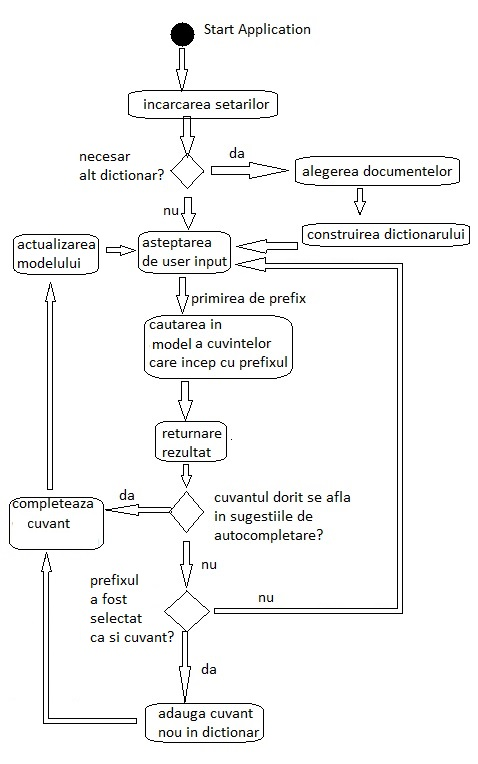 Start Application
incarcarea setarilor
necesar
alt dictionar?
da
alegerea documentelor
nu
construirea dictionarului
actualizarea
modelului
asteptarea
de user input
primirea de prefix
cautarea in
model a cuvintelor
care incep cu prefixul
returnare
rezultat
da
cuvantul dorit se afla
in sugestiile de
autocompletare?
completeaza
cuvant
nu
prefixul
a fost
selectat
ca si cuvant?
nu
da
adauga cuvant
nou in dictionar